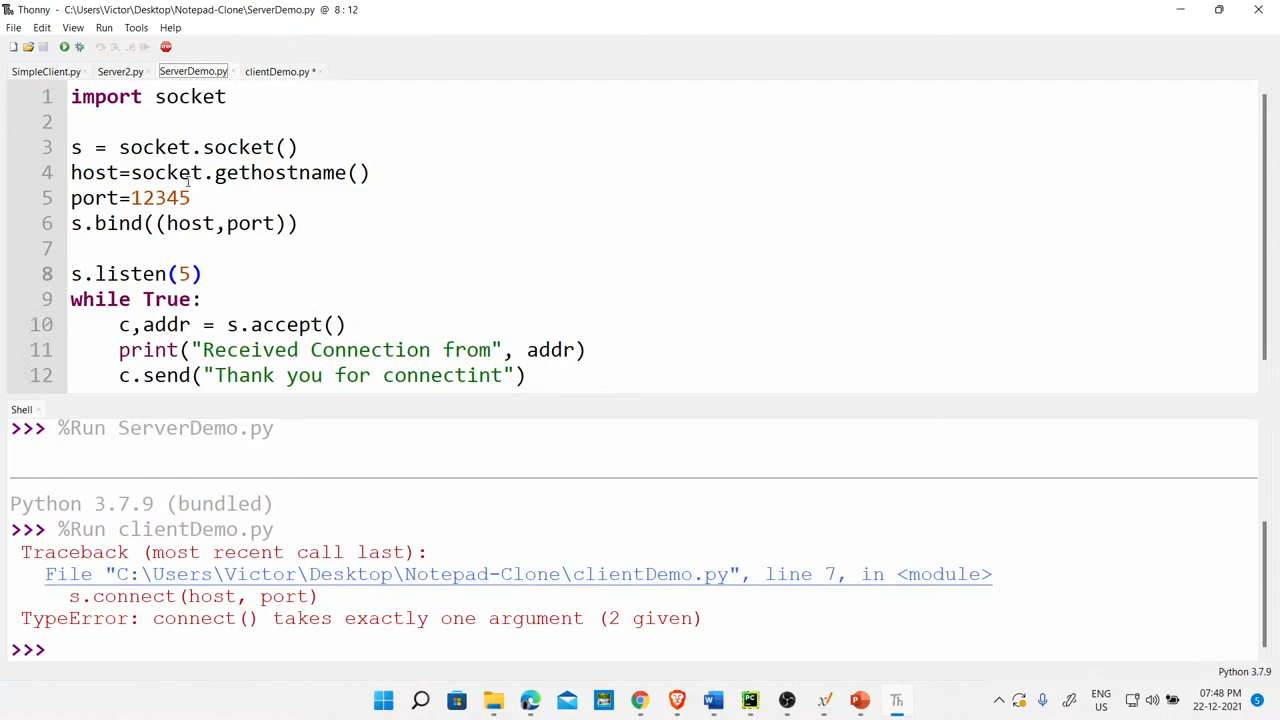 Thonny - C:\Users\Victor\Desktop\Notepad-Clone\ServerDemo.py @ 8 : 12
File Edit View Run Tools Help
SimpleClient.py Server2.py ServerDemo.py clientDemo.py *
1 import socket
2
3 s = socket.socket()
4 host=socket.gethostname()
5 port=12345
6 s.bind((host,port))
7
8 s.listen(5)
9 while True:
10 c,addr = s.accept()
11 print("Received Connection from", addr)
12 c.send("Thank you for connectint")
Shell
>>> %Run ServerDemo.py
Python 3.7.9 (bundled)
>>> %Run clientDemo.py
Traceback (most recent call last):
File "C:\Users\Victor\Desktop\Notepad-Clone\clientDemo.py", line 7, in <module>
s.connect(host, port)
TypeError: connect() takes exactly one argument (2 given)
>>>
Python 3.7.9
ENG 07:48 PM
US 22-12-2021 5